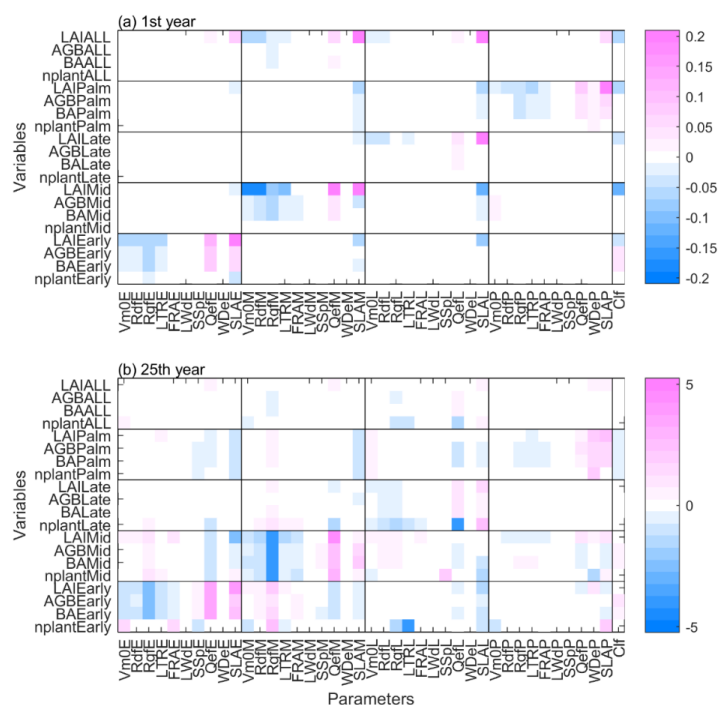 (a) 1st year
LAIALL
AGBALL
BAALL
nplantALL
LAIPalm
AGBPalm
BAPalm
nplantPalm
LAILate
AGBLate
BALate
nplantLate
LAIMid
AGBMid
BAMid
nplantMid
LAIEarly
AGBEarly
BAEarly
nplantEarly
Variables
Vm0E RdfE RgfE LTRE FRAE LWdE SSpE QefE WDeE SLAE Vm0M RdfM RgfM LTRM FRAM LWdM SSpM QefM WDeM SLAM Vm0L RdfL RgfL LTRL FRAL LWdL SSpL QefL WDeL SLAL Vm0P RdfP RgfP LTRP FRAP LWdP SSpP QefP WDeP SLAP Clf
0.2
0.15
0.1
0.05
0
-0.05
-0.1
-0.15
-0.2
(b) 25th year
LAIALL
AGBALL
BAALL
nplantALL
LAIPalm
AGBPalm
BAPalm
nplantPalm
LAILate
AGBLate
BALate
nplantLate
LAIMid
AGBMid
BAMid
nplantMid
LAIEarly
AGBEarly
BAEarly
nplantEarly
Variables
Vm0E RdfE RgfE LTRE FRAE LWdE SSpE QefE WDeE SLAE Vm0M RdfM RgfM LTRM FRAM LWdM SSpM QefM WDeM SLAM Vm0L RdfL RgfL LTRL FRAL LWdL SSpL QefL WDeL SLAL Vm0P RdfP RgfP LTRP FRAP LWdP SSpP QefP WDeP SLAP Clf
5
0
-5
Parameters